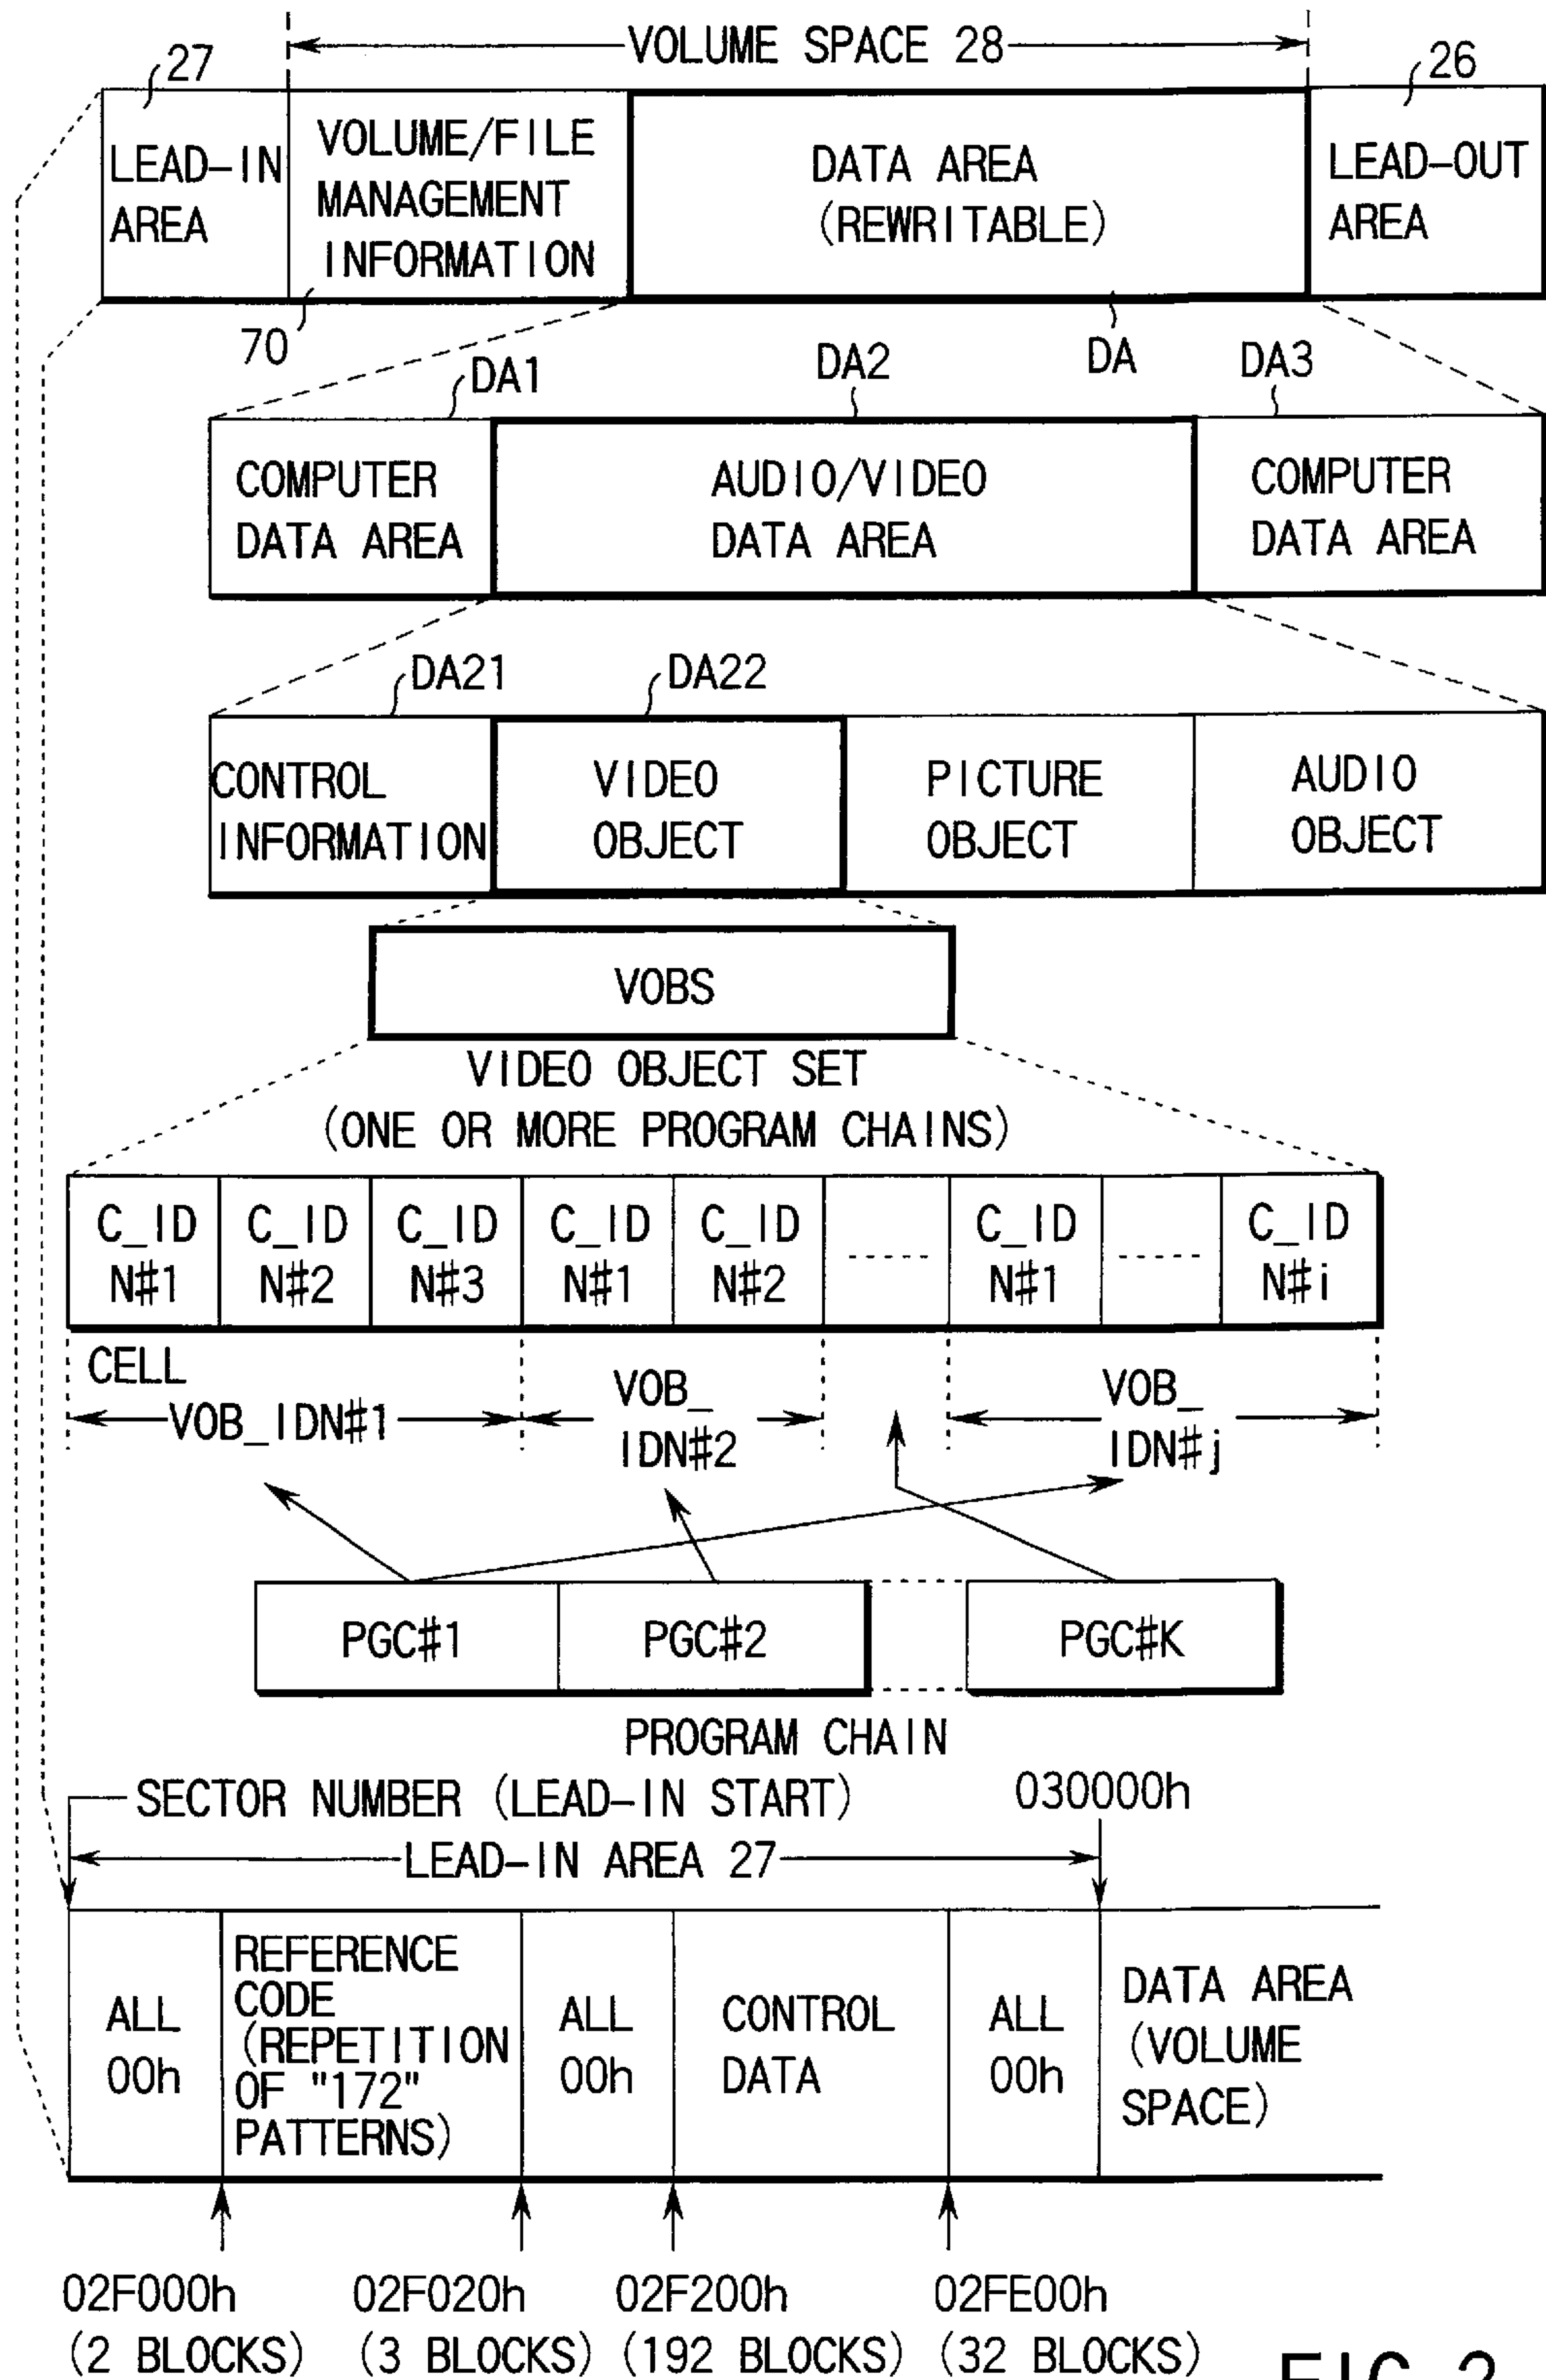 VOLUME SPACE 28
27
26
LEAD-IN
AREA
VOLUME/FILE
MANAGEMENT
INFORMATION
DATA AREA
(REWRITABLE)
LEAD-OUT
AREA
70
DA
DA1
DA2
DA3
COMPUTER
DATA AREA
AUDIO/VIDEO
DATA AREA
COMPUTER
DATA AREA
DA21
DA22
CONTROL
INFORMATION
VIDEO
OBJECT
PICTURE
OBJECT
AUDIO
OBJECT
VOBS
VIDEO OBJECT SET
(ONE OR MORE PROGRAM CHAINS)
C_ID
N#1
C_ID
N#2
C_ID
N#3
C_ID
N#1
C_ID
N#2
C_ID
N#1
C_ID
N#i
CELL
VOB_IDN#1
VOB_
IDN#2
VOB_
IDN#j
PGC#1
PGC#2
PGC#K
PROGRAM CHAIN
SECTOR NUMBER (LEAD-IN START)
030000h
LEAD-IN AREA 27
ALL
00h
REFERENCE
CODE
(REPETITION
OF "172"
PATTERNS)
ALL
00h
CONTROL
DATA
ALL
00h
DATA AREA
(VOLUME
SPACE)
02F000h
(2 BLOCKS)
02F020h
(3 BLOCKS)
02F200h
(192 BLOCKS)
02FE00h
(32 BLOCKS)
FIG.2